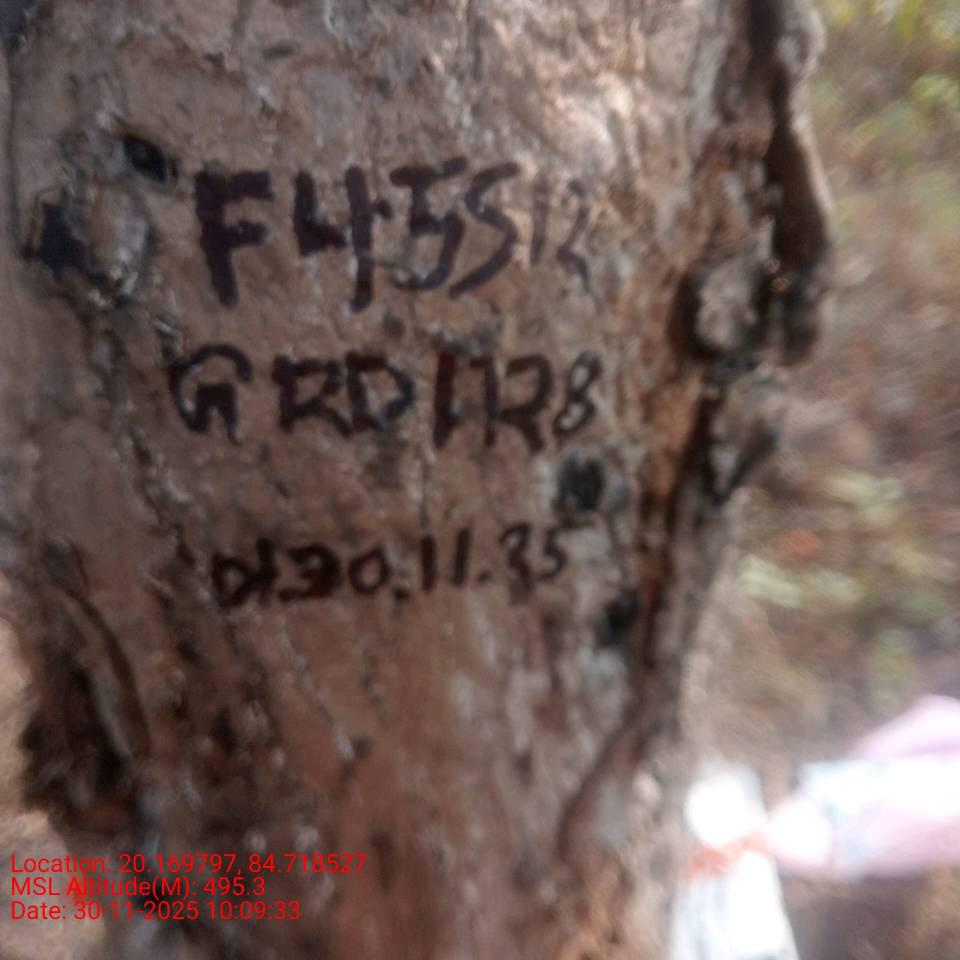 F45512
GRD1728
dt30.11.25
Location: 20.169797, 84.718527
MSL Altitude(M): 495.3
Date: 30-11-2025 10:09:33